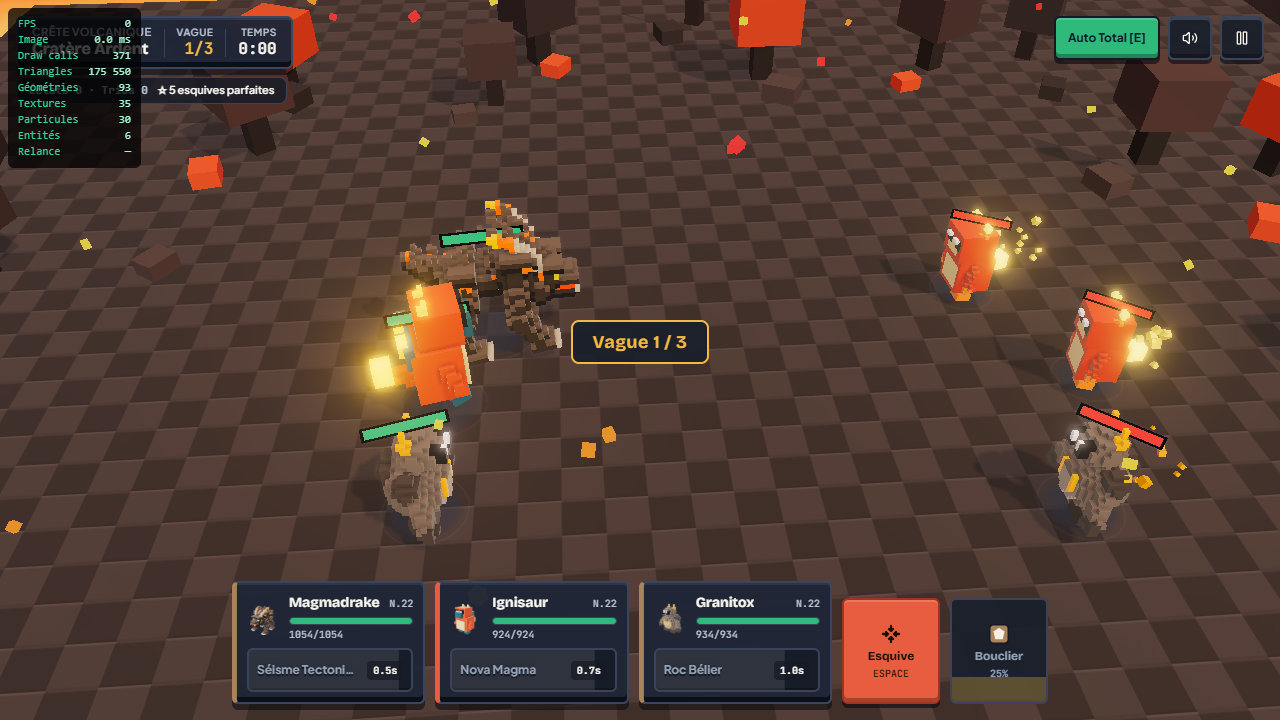 FPS 0
Image 0.0 ms
Draw calls 371
Triangles 175 550
Géométries 93
Textures 35
Particules 30
Entités 6
Relance —
CRÊTE VOLCANIQUE
Cratère Ardent
VAGUE
1/3
TEMPS
0:00
★ 5 esquives parfaites
Auto Total [E]
Vague 1 / 3
Magmadrake N.22
1054/1054
Séisme Tectoni... 0.5s
Ignisaur N.22
924/924
Nova Magma 0.7s
Granitox N.22
934/934
Roc Bélier 1.0s
Esquive
ESPACE
Bouclier
25%